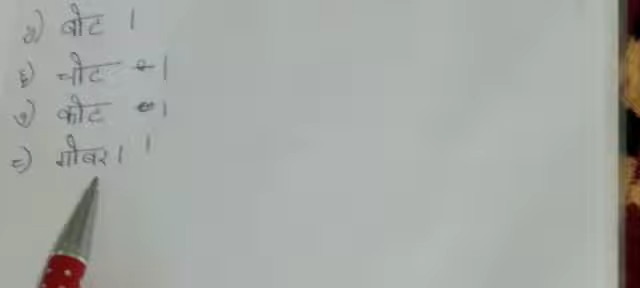 ५) बोट ।
६) चोट ।
७) कोट ।
८) गोबर। ।